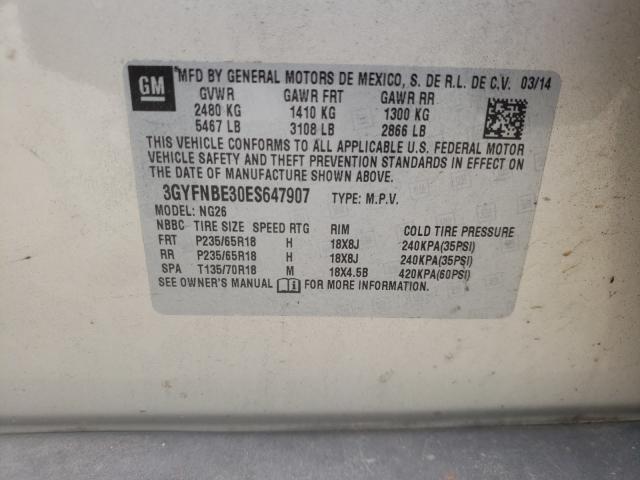 GM MFD BY GENERAL MOTORS DE MEXICO, S. DE R.L. DE C.V. 03/14
GVWR GAWR FRT GAWR RR
2480 KG 1410 KG 1300 KG
5467 LB 3108 LB 2866 LB
THIS VEHICLE CONFORMS TO ALL APPLICABLE U.S. FEDERAL MOTOR
VEHICLE SAFETY AND THEFT PREVENTION STANDARDS IN EFFECT ON
THE DATE OF MANUFACTURE SHOWN ABOVE.
3GYFNBE30ES647907 TYPE: M.P.V.
MODEL: NG26
NBBC TIRE SIZE SPEED RTG RIM COLD TIRE PRESSURE
FRT P235/65R18 H 18X8J 240KPA(35PSI)
RR P235/65R18 H 18X8J 240KPA(35PSI)
SPA T135/70R18 M 18X4.5B 420KPA(60PSI)
SEE OWNER'S MANUAL FOR MORE INFORMATION.